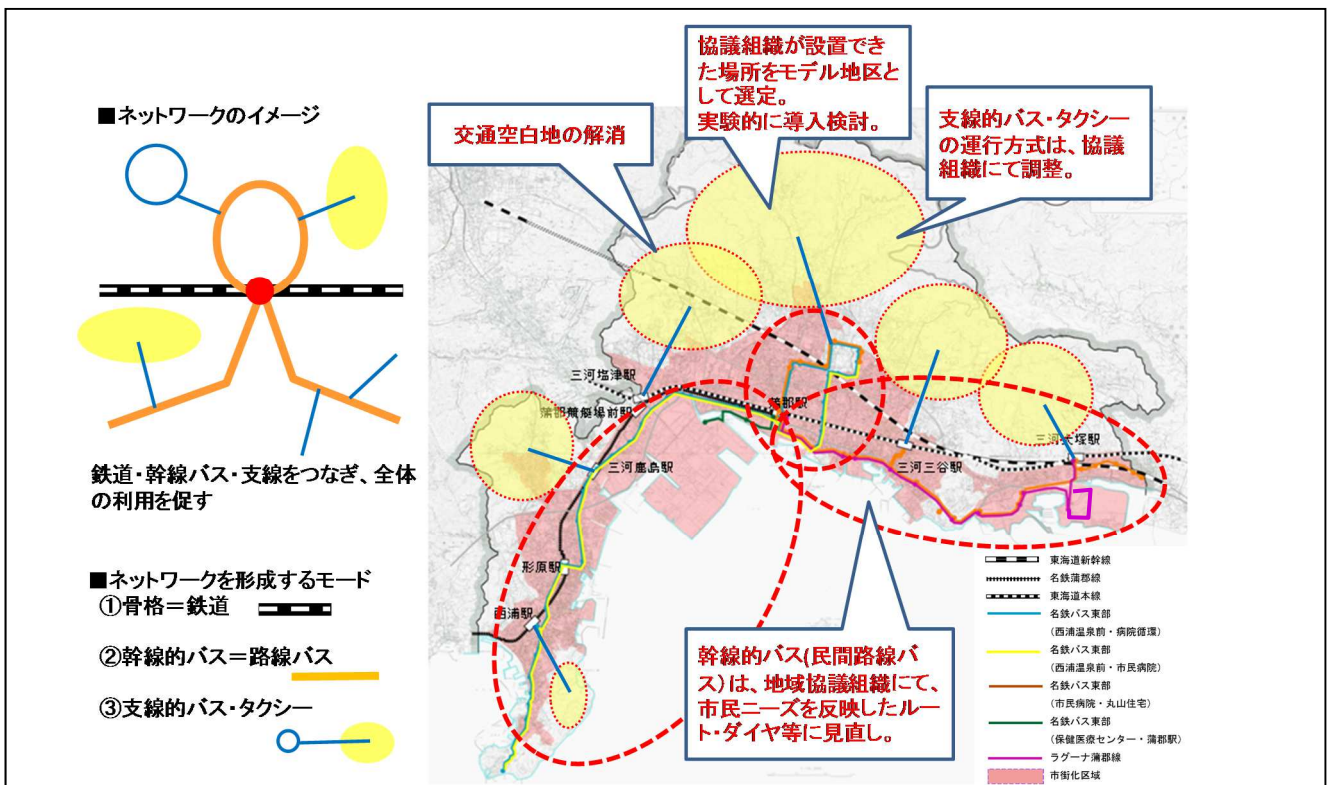 ■ネットワークのイメージ
鉄道・幹線バス・支線をつなぎ、全体
の利用を促す
■ネットワークを形成するモード
①骨格＝鉄道
②幹線的バス＝路線バス
③支線的バス・タクシー
交通空白地の解消
協議組織が設置でき
た場所をモデル地区と
して選定。
実験的に導入検討。
支線的バス・タクシー
の運行方式は、協議
組織にて調整。
三河塩津駅
蒲郡競艇場前駅
蒲郡駅
三河大塚駅
三河三谷駅
三河鹿島駅
形原駅
西浦駅
幹線的バス(民間路線バ
ス)は、地域協議組織にて、
市民ニーズを反映したルー
ト・ダイヤ等に見直し。
東海道新幹線
名鉄蒲郡線
東海道本線
名鉄バス東部
(西浦温泉前・病院循環)
名鉄バス東部
(西浦温泉前・市民病院)
名鉄バス東部
(市民病院・丸山住宅)
名鉄バス東部
(保健医療センター・蒲郡駅)
ラグーナ蒲郡線
市街化区域